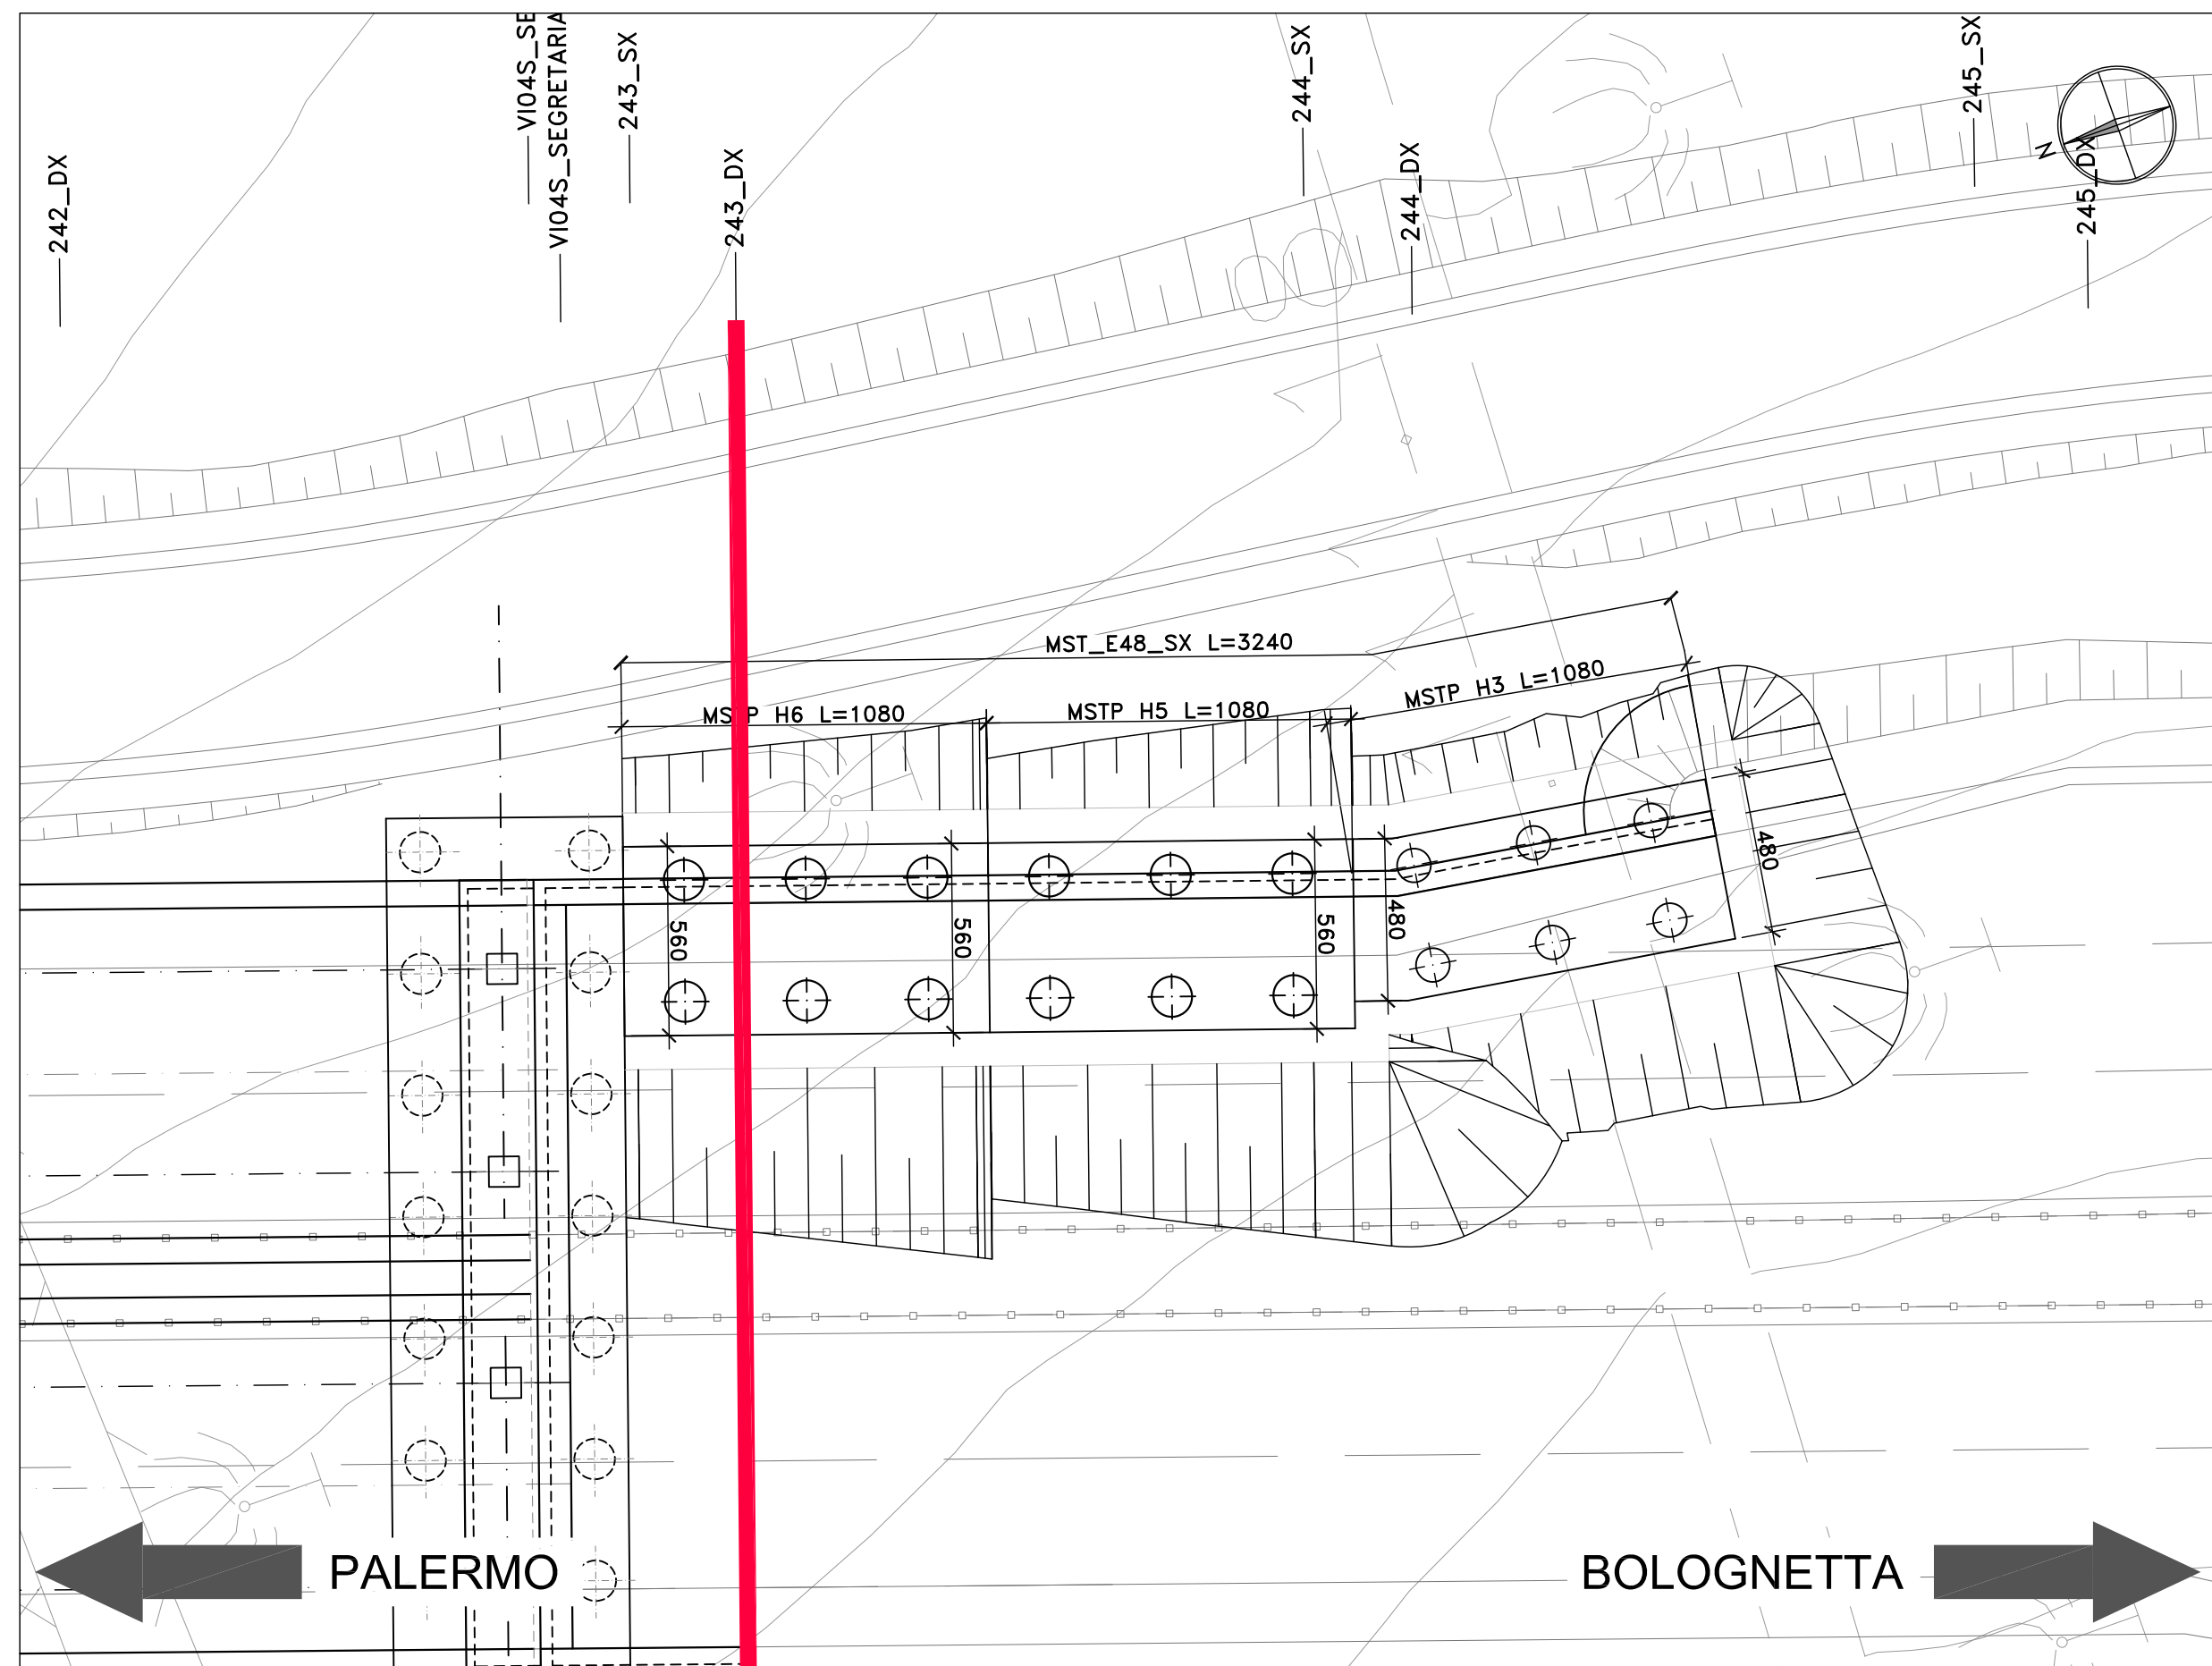 242_DX
VI04S_SE
VI04S_SEGRETARIA
243_SX
243_DX
244_SX
244_DX
245_SX
245_DX
N
MST_E48_SX L=3240
MSTP H6 L=1080
MSTP H5 L=1080
MSTP H3 L=1080
560
560
560
480
480
PALERMO
BOLOGNETTA